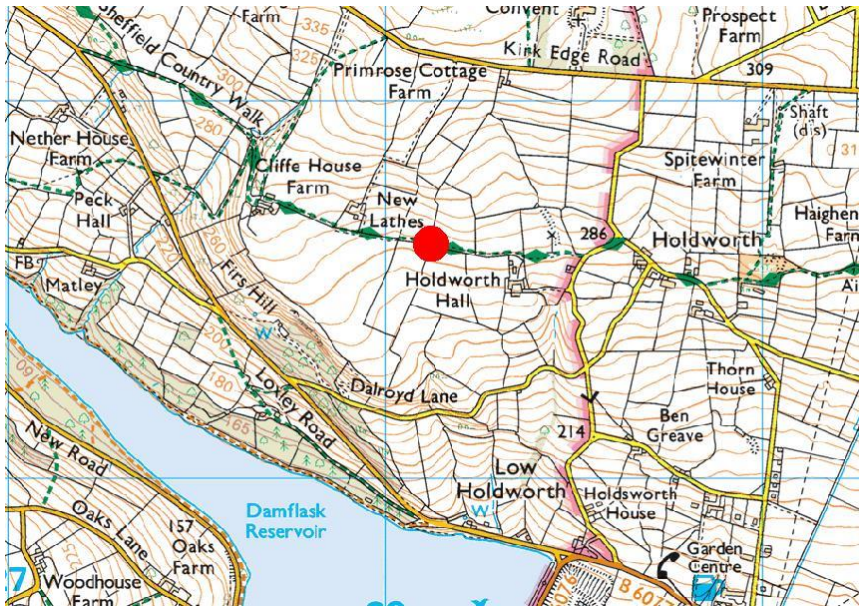 Convent
Farm
335
325
Prospect
Farm
Sheffield Country Walk
300
Kirk Edge Road
309
Primrose Cottage
Farm
280
Shaft
(dis)
Nether House
Farm
Cliffe House
Farm
Spitewinter
Farm
Peck
Hall
New
Lathes
260
220
286
Holdworth
FB
Matley
Firs Hill
Holdworth
Hall
W
200
180
165
Loxley Road
Dalroyd Lane
Thorn
House
Ben
Greave
214
New Road
Low
Holdworth
Holdsworth
House
W
Damflask
Reservoir
Oaks Lane
157
Oaks
Farm
225
Garden
Centre
Woodhouse
Farm